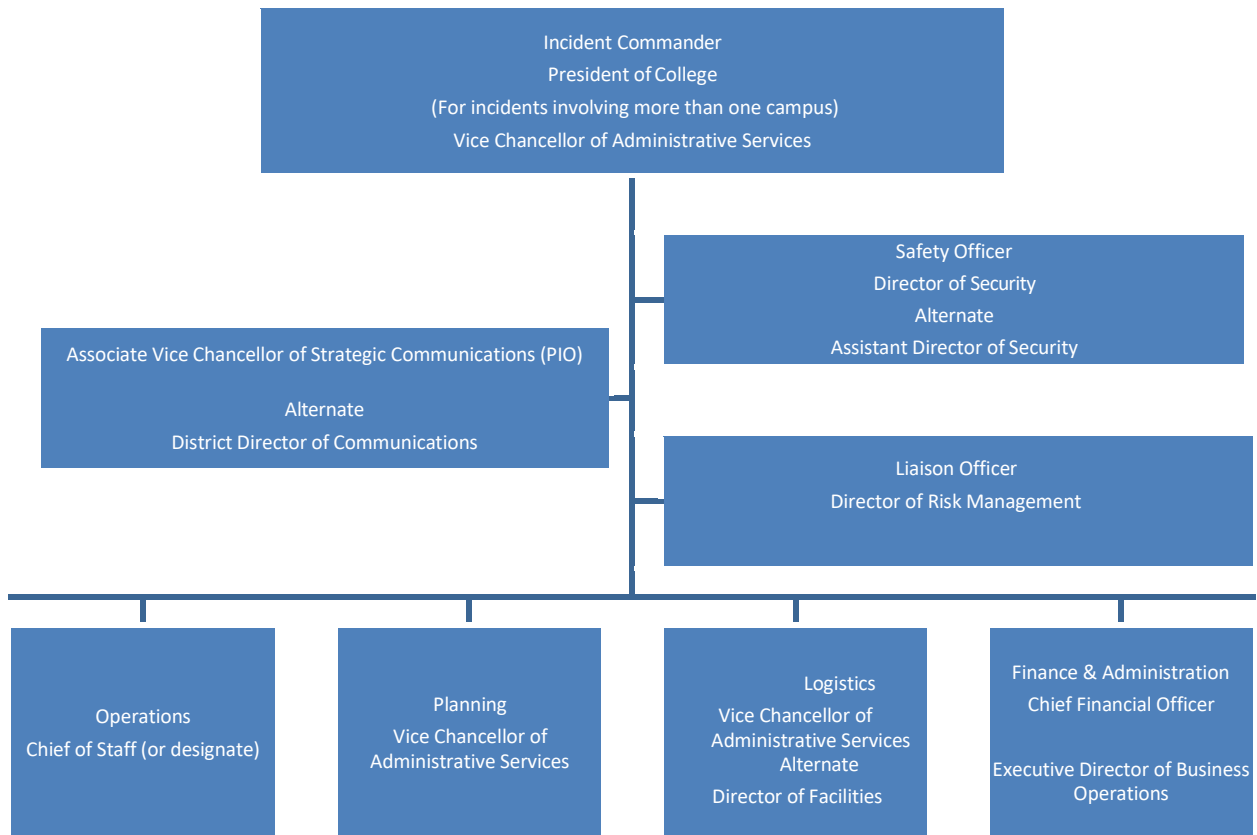 Incident Commander
President of College
(For incidents involving more than one campus)
Vice Chancellor of Administrative Services
Safety Officer
Director of Security
Alternate
Assistant Director of Security
Associate Vice Chancellor of Strategic Communications (PIO)
Alternate
District Director of Communications
Liaison Officer
Director of Risk Management
Operations
Chief of Staff (or designate)
Planning
Vice Chancellor of
Administrative Services
Logistics
Vice Chancellor of
Administrative Services
Alternate
Director of Facilities
Finance & Administration
Chief Financial Officer
Executive Director of Business
Operations